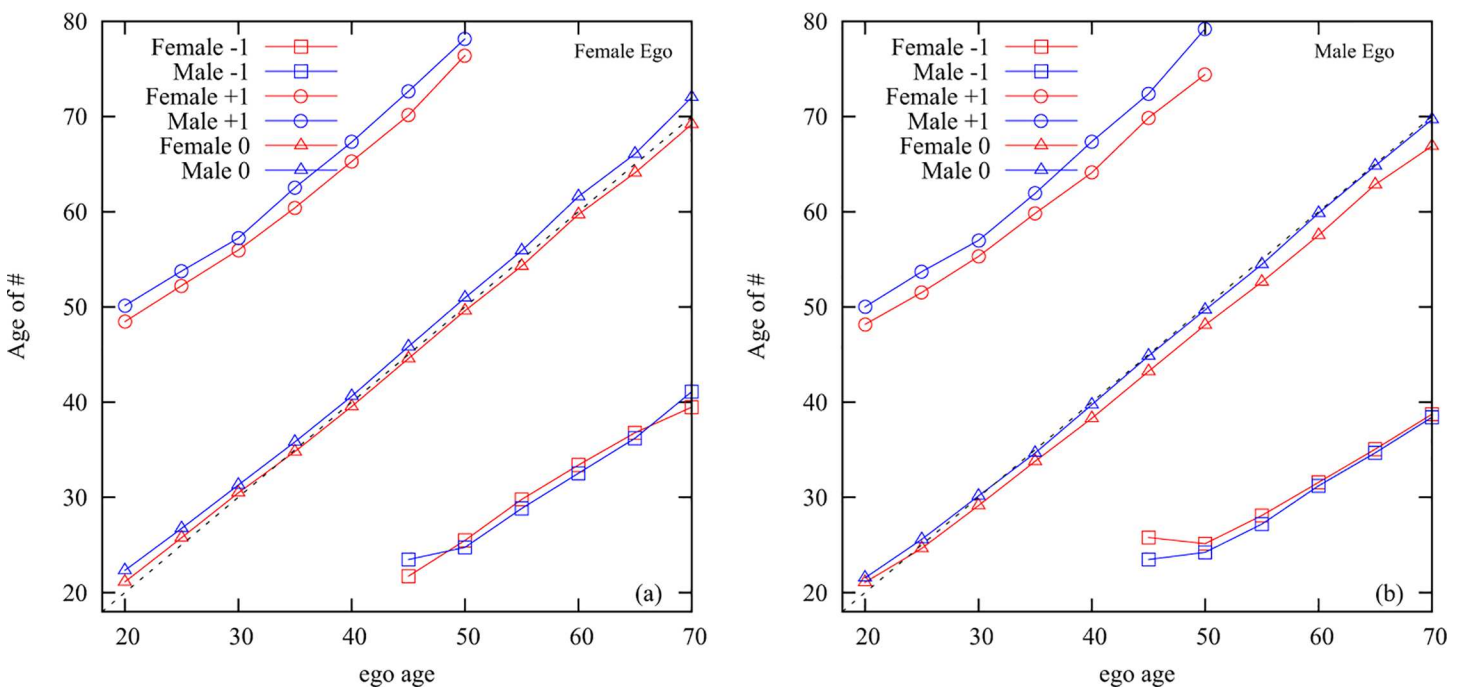 80
70
60
50
40
30
20
Age of #
Female -1
Male -1
Female +1
Male +1
Female 0
Male 0
Female Ego
(a)
20 30 40 50 60 70
ego age
80
70
60
50
40
30
20
Age of #
Female -1
Male -1
Female +1
Male +1
Female 0
Male 0
Male Ego
(b)
20 30 40 50 60 70
ego age